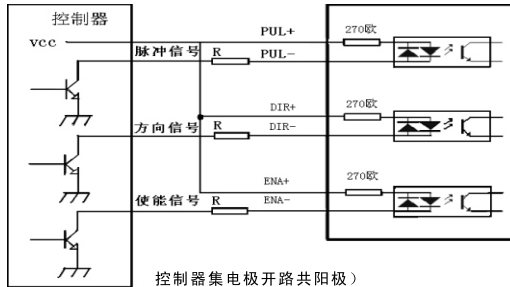 控制器
VCC
PUL+
270欧
脉冲信号 R PUL-
DIR+
270欧
方向信号 R DIR-
ENA+
270欧
使能信号 R ENA-
控制器集电极开路共阳极）